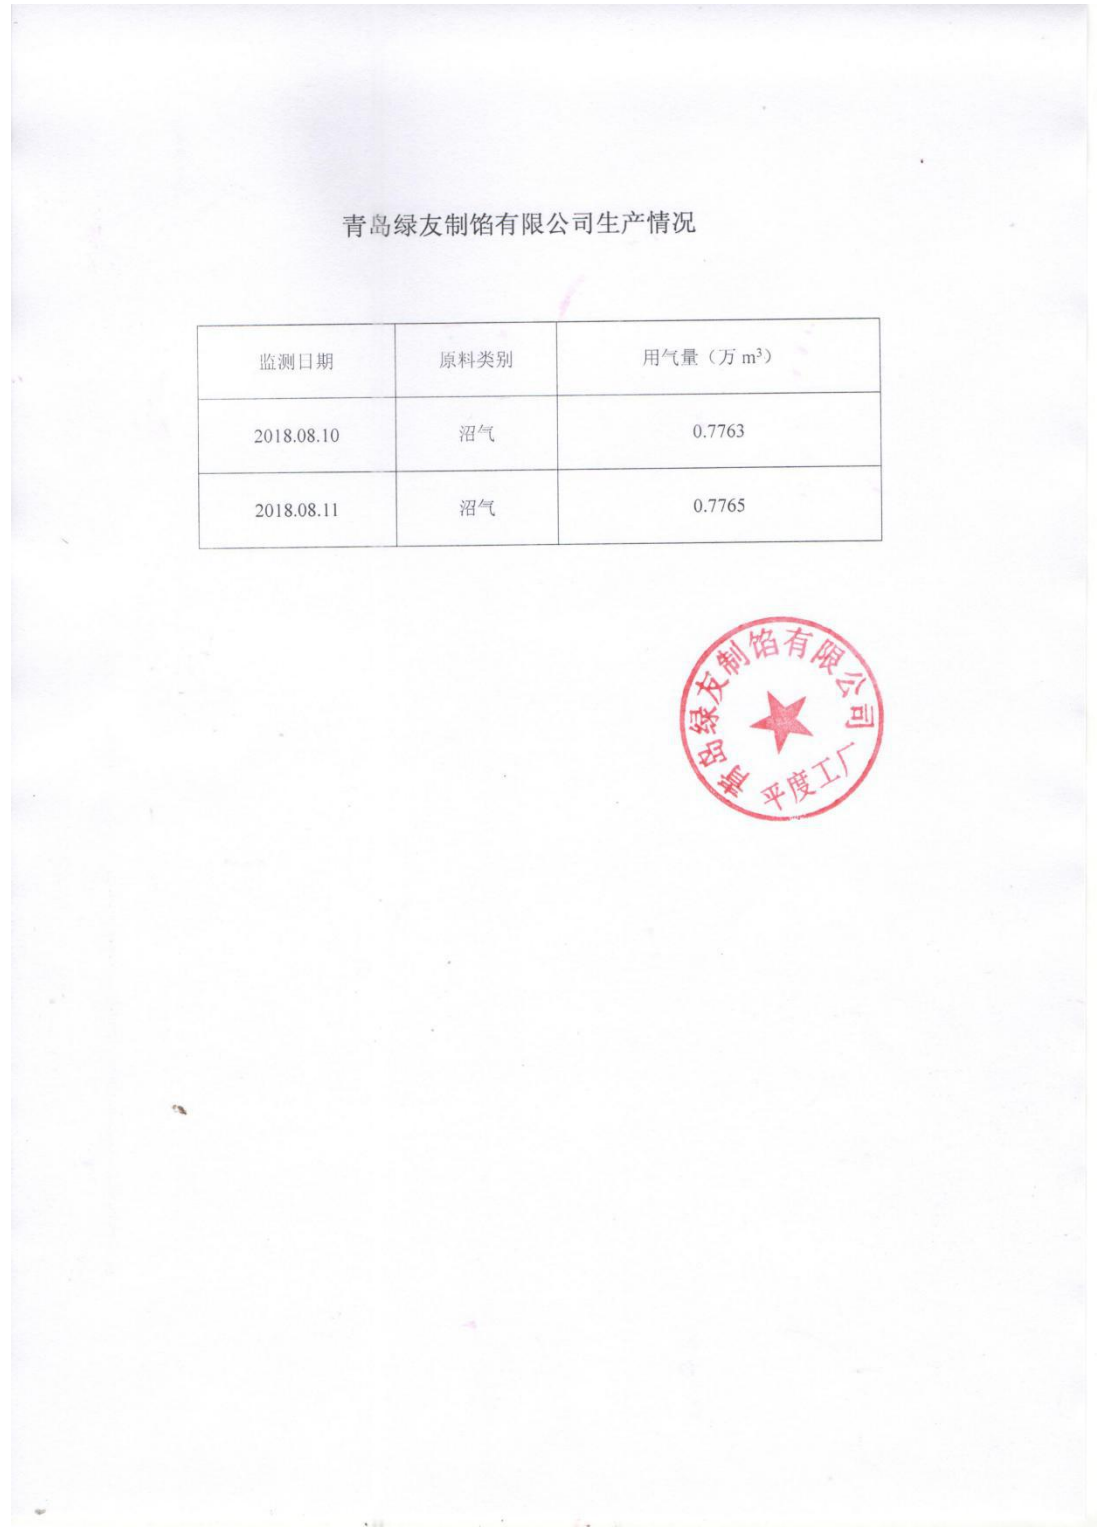 青岛绿友制馅有限公司生产情况
监测日期 原料类别 用气量（万 m³）
2018.08.10 沼气 0.7763
2018.08.11 沼气 0.7765
青岛绿友制馅有限公司
平度工厂